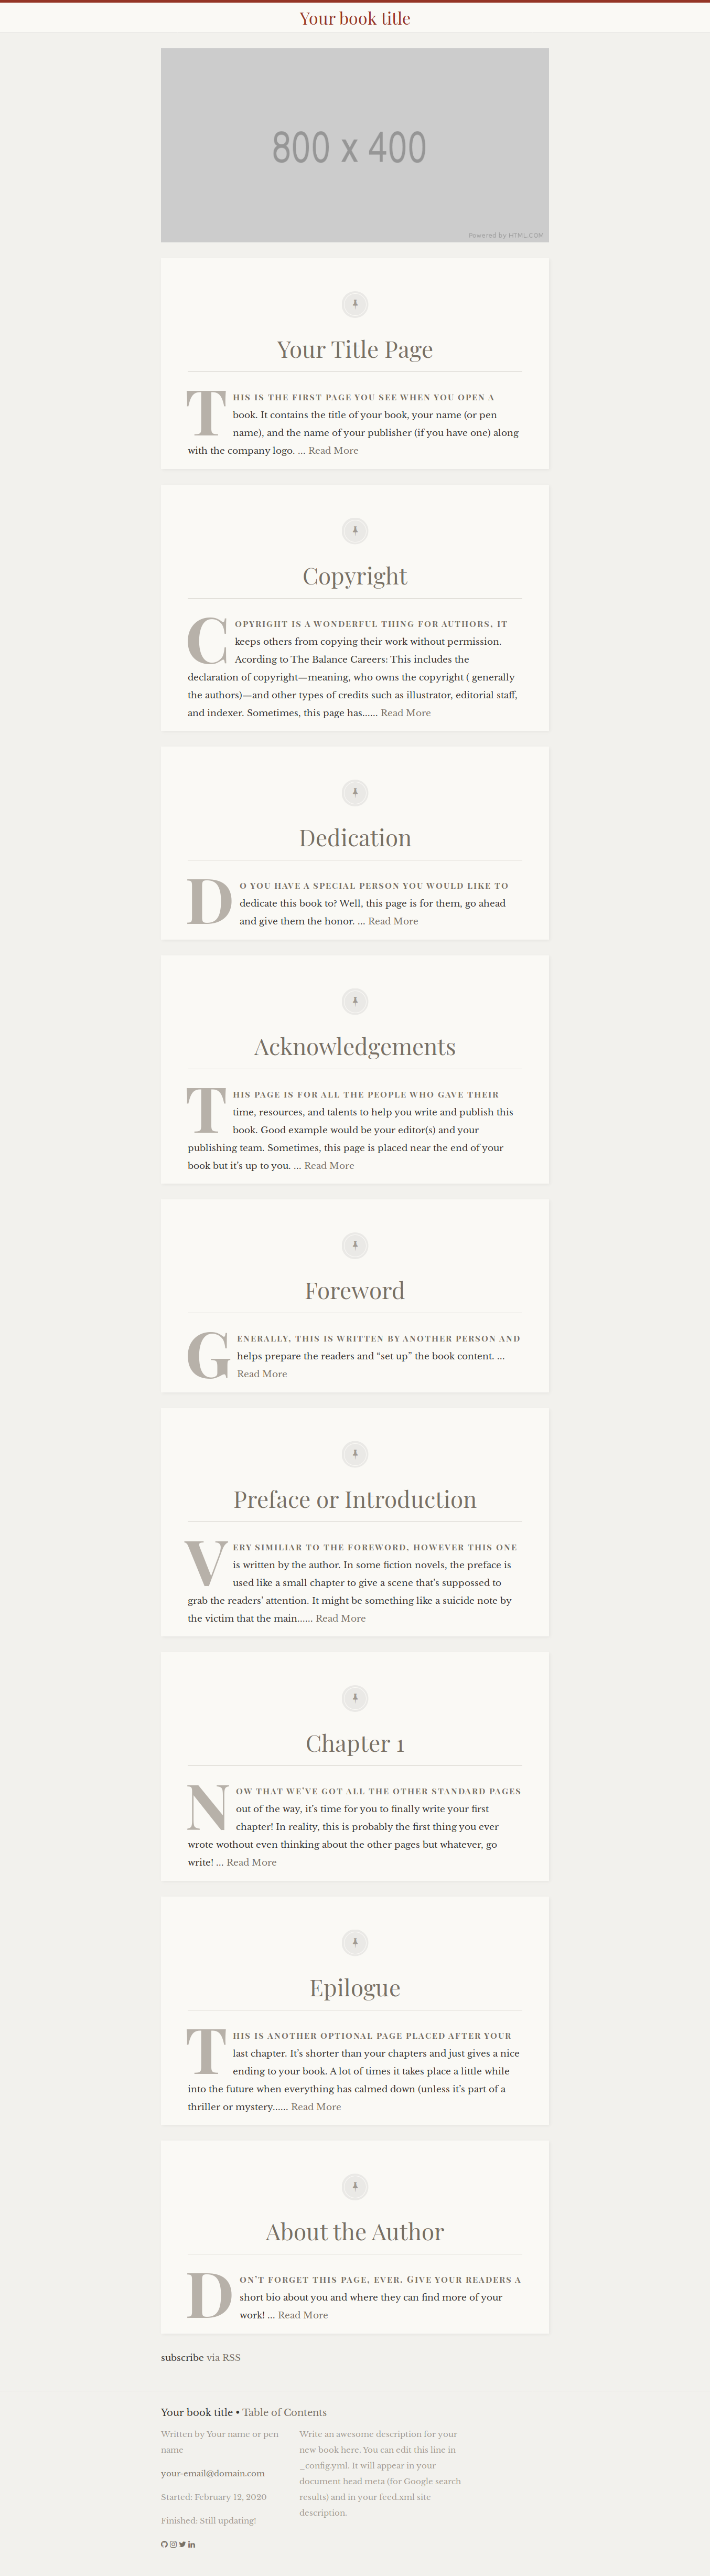 Your book title
800 x 400
Powered by HTML.COM
Your Title Page
THIS IS THE FIRST PAGE YOU SEE WHEN YOU OPEN A
book. It contains the title of your book, your name (or pen
name), and the name of your publisher (if you have one) along
with the company logo. ... Read More
Copyright
COPYRIGHT IS A WONDERFUL THING FOR AUTHORS, IT
keeps others from copying their work without permission.
Acording to The Balance Careers: This includes the
declaration of copyright—meaning, who owns the copyright ( generally
the authors)—and other types of credits such as illustrator, editorial staff,
and indexer. Sometimes, this page has...... Read More
Dedication
DO YOU HAVE A SPECIAL PERSON YOU WOULD LIKE TO
dedicate this book to? Well, this page is for them, go ahead
and give them the honor. ... Read More
Acknowledgements
THIS PAGE IS FOR ALL THE PEOPLE WHO GAVE THEIR
time, resources, and talents to help you write and publish this
book. Good example would be your editor(s) and your
publishing team. Sometimes, this page is placed near the end of your
book but it's up to you. ... Read More
Foreword
GENERALLY, THIS IS WRITTEN BY ANOTHER PERSON AND
helps prepare the readers and “set up” the book content. ...
Read More
Preface or Introduction
VERY SIMILIAR TO THE FOREWORD, HOWEVER THIS ONE
is written by the author. In some fiction novels, the preface is
used like a small chapter to give a scene that's suppossed to
grab the readers' attention. It might be something like a suicide note by
the victim that the main...... Read More
Chapter 1
NOW THAT WE'VE GOT ALL THE OTHER STANDARD PAGES
out of the way, it's time for you to finally write your first
chapter! In reality, this is probably the first thing you ever
wrote wothout even thinking about the other pages but whatever, go
write! ... Read More
Epilogue
THIS IS ANOTHER OPTIONAL PAGE PLACED AFTER YOUR
last chapter. It's shorter than your chapters and just gives a nice
ending to your book. A lot of times it takes place a little while
into the future when everything has calmed down (unless it's part of a
thriller or mystery...... Read More
About the Author
DON'T FORGET THIS PAGE, EVER. GIVE YOUR READERS A
short bio about you and where they can find more of your
work! ... Read More
subscribe via RSS
Your book title • Table of Contents
Written by Your name or pen
name
your-email@domain.com
Started: February 12, 2020
Finished: Still updating!
Write an awesome description for your
new book here. You can edit this line in
_config.yml. It will appear in your
document head meta (for Google search
results) and in your feed.xml site
description.